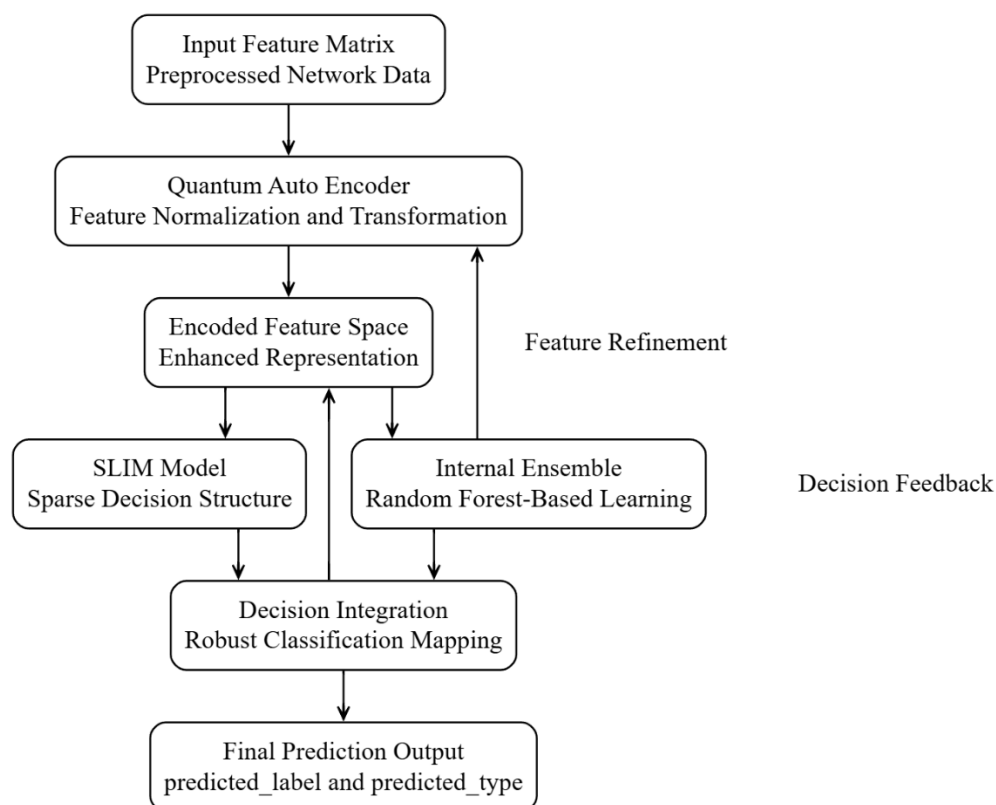 Input Feature Matrix
Preprocessed Network Data
Quantum Auto Encoder
Feature Normalization and Transformation
Encoded Feature Space
Enhanced Representation
Feature Refinement
SLIM Model
Sparse Decision Structure
Internal Ensemble
Random Forest-Based Learning
Decision Feedback
Decision Integration
Robust Classification Mapping
Final Prediction Output
predicted_label and predicted_type